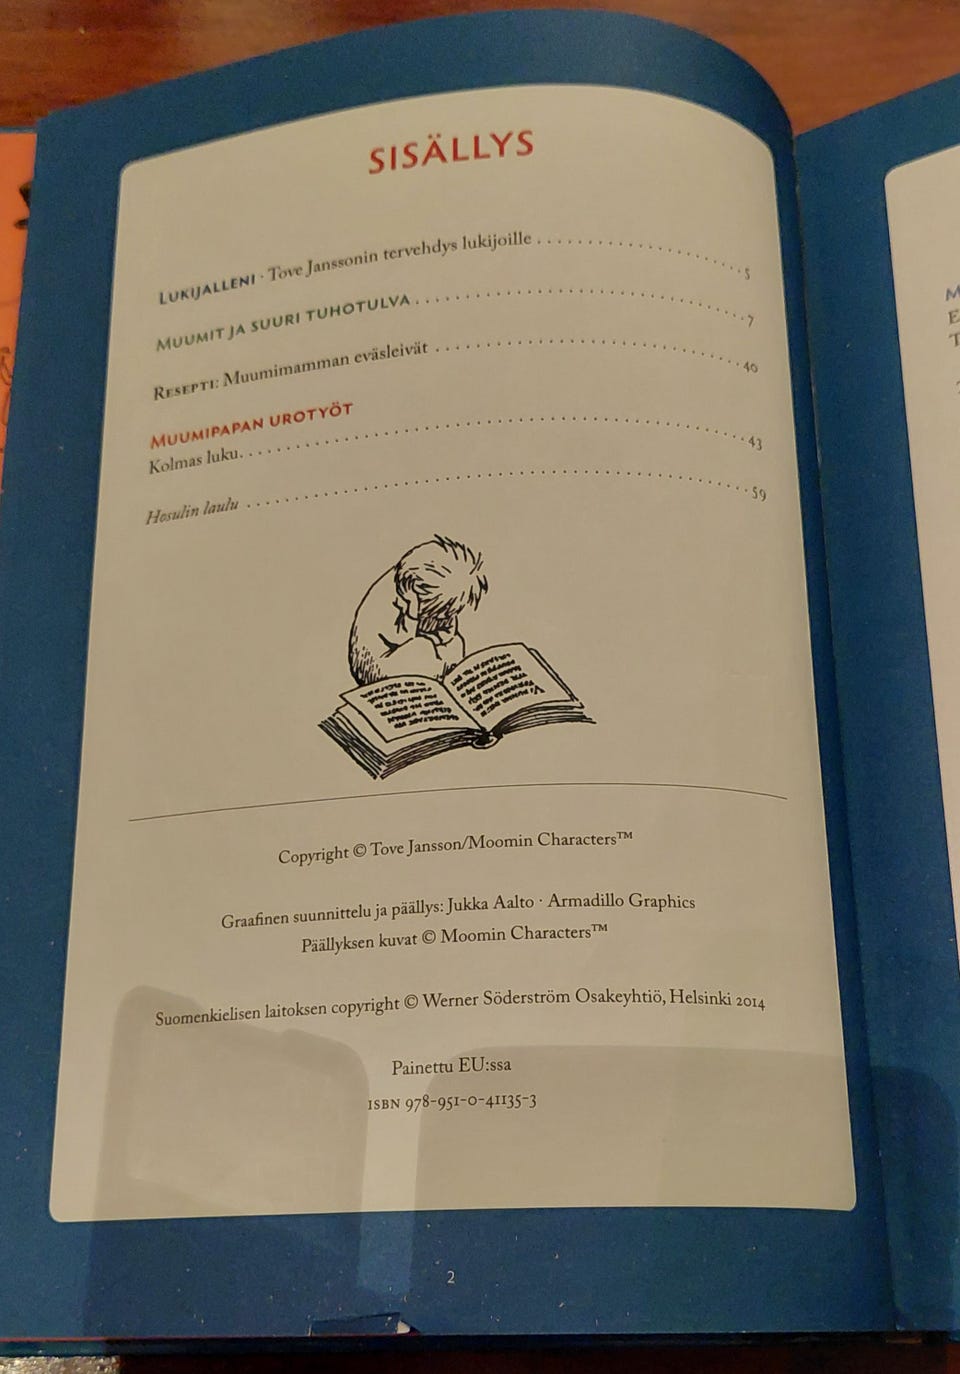 SISÄLLYS
LUKIJALLENI · Tove Janssonin tervehdys lukijoille . . . . . . . . . . . . . . . . . . . . 5
MUUMIT JA SUURI TUHOTULVA . . . . . . . . . . . . . . . . . . . . . . . . . . . . . . 7
RESEPTI: Muumimamman eväsleivät . . . . . . . . . . . . . . . . . . . . . . . . . . . 40
MUUMIPAPAN UROTYÖT
Kolmas luku. . . . . . . . . . . . . . . . . . . . . . . . . . . . . . . . . . . . . . . . . . 43
Hosulin laulu . . . . . . . . . . . . . . . . . . . . . . . . . . . . . . . . . . . . . . . . . 59
Copyright © Tove Jansson/Moomin Characters™
Graafinen suunnittelu ja päällys: Jukka Aalto · Armadillo Graphics
Päällyksen kuvat © Moomin Characters™
Suomenkielisen laitoksen copyright © Werner Söderström Osakeyhtiö, Helsinki 2014
Painettu EU:ssa
ISBN 978-951-0-41135-3
2